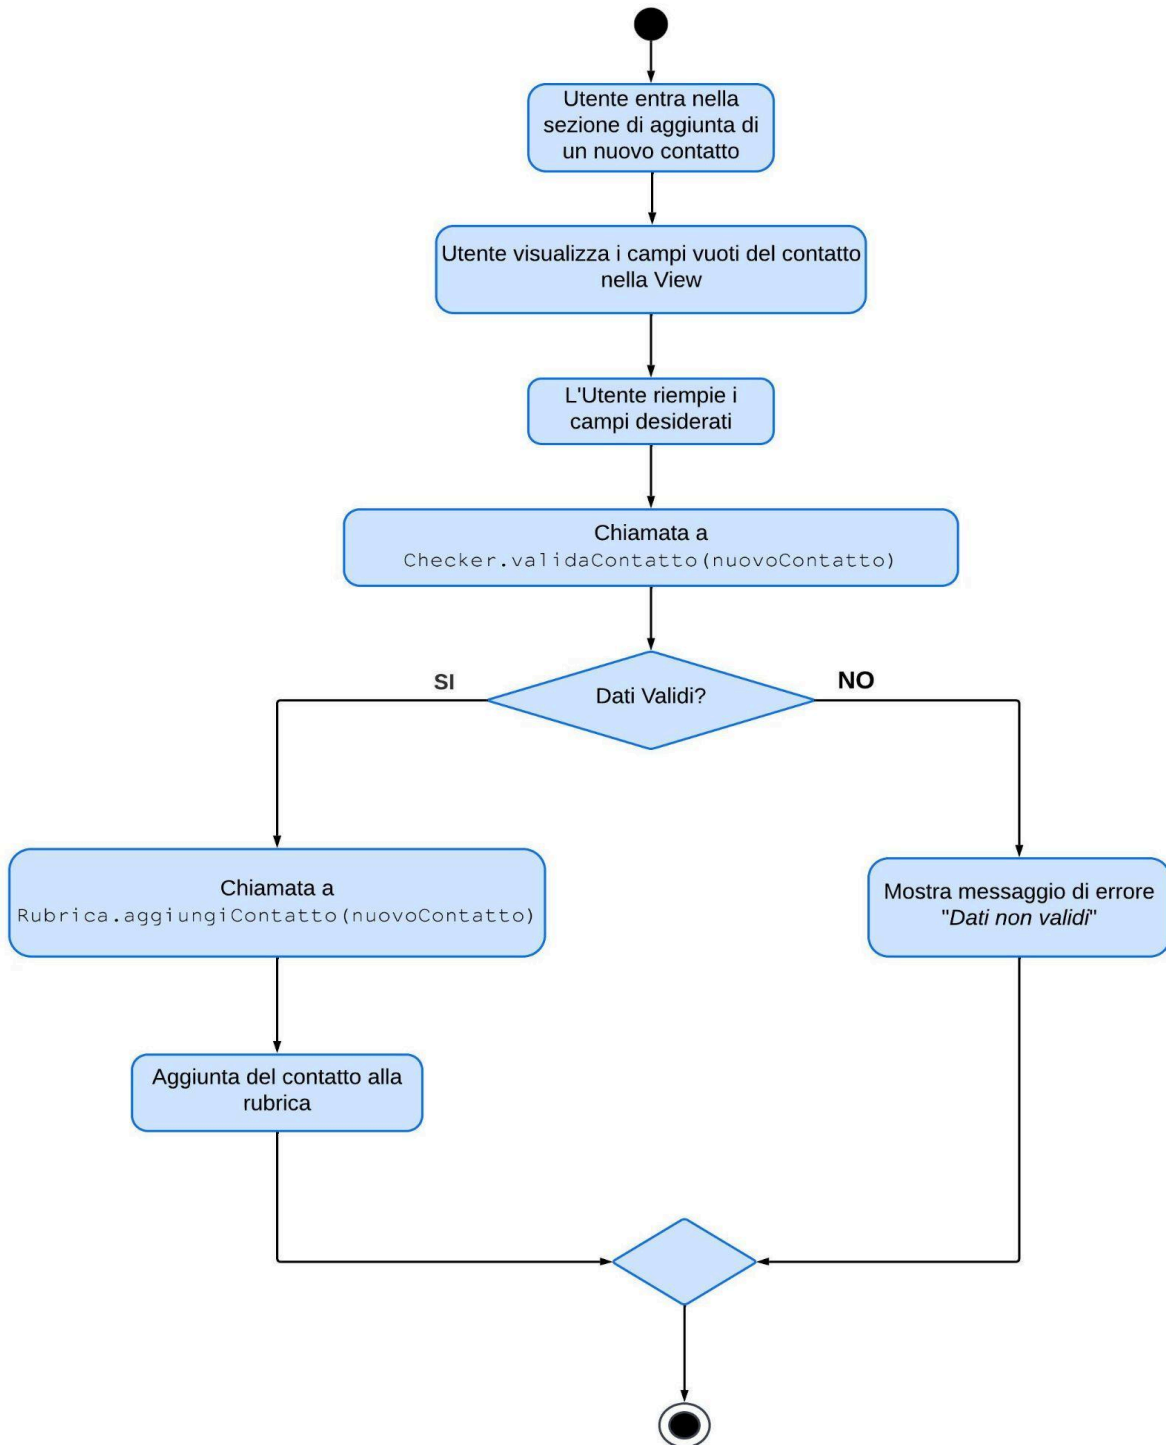 Utente entra nella
sezione di aggiunta di
un nuovo contatto
Utente visualizza i campi vuoti del contatto
nella View
L'Utente riempie i
campi desiderati
Chiamata a
Checker.validaContatto(nuovoContatto)
Dati Validi?
SI
NO
Chiamata a
Rubrica.aggiungiContatto(nuovoContatto)
Mostra messaggio di errore
"Dati non validi"
Aggiunta del contatto alla
rubrica